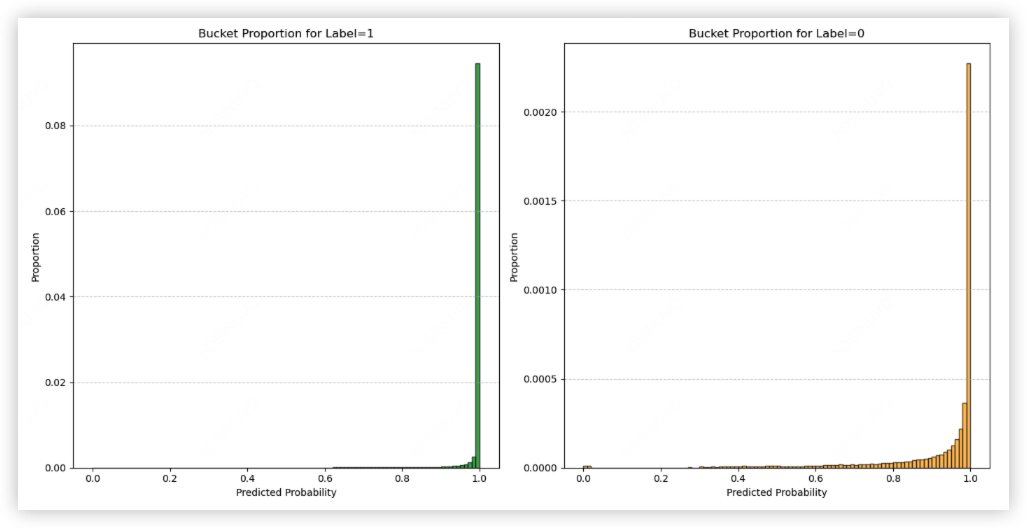 Bucket Proportion for Label=1
Proportion
0.08
0.06
0.04
0.02
0.00
0.0 0.2 0.4 0.6 0.8 1.0
Predicted Probability
Bucket Proportion for Label=0
Proportion
0.0020
0.0015
0.0010
0.0005
0.0000
0.0 0.2 0.4 0.6 0.8 1.0
Predicted Probability